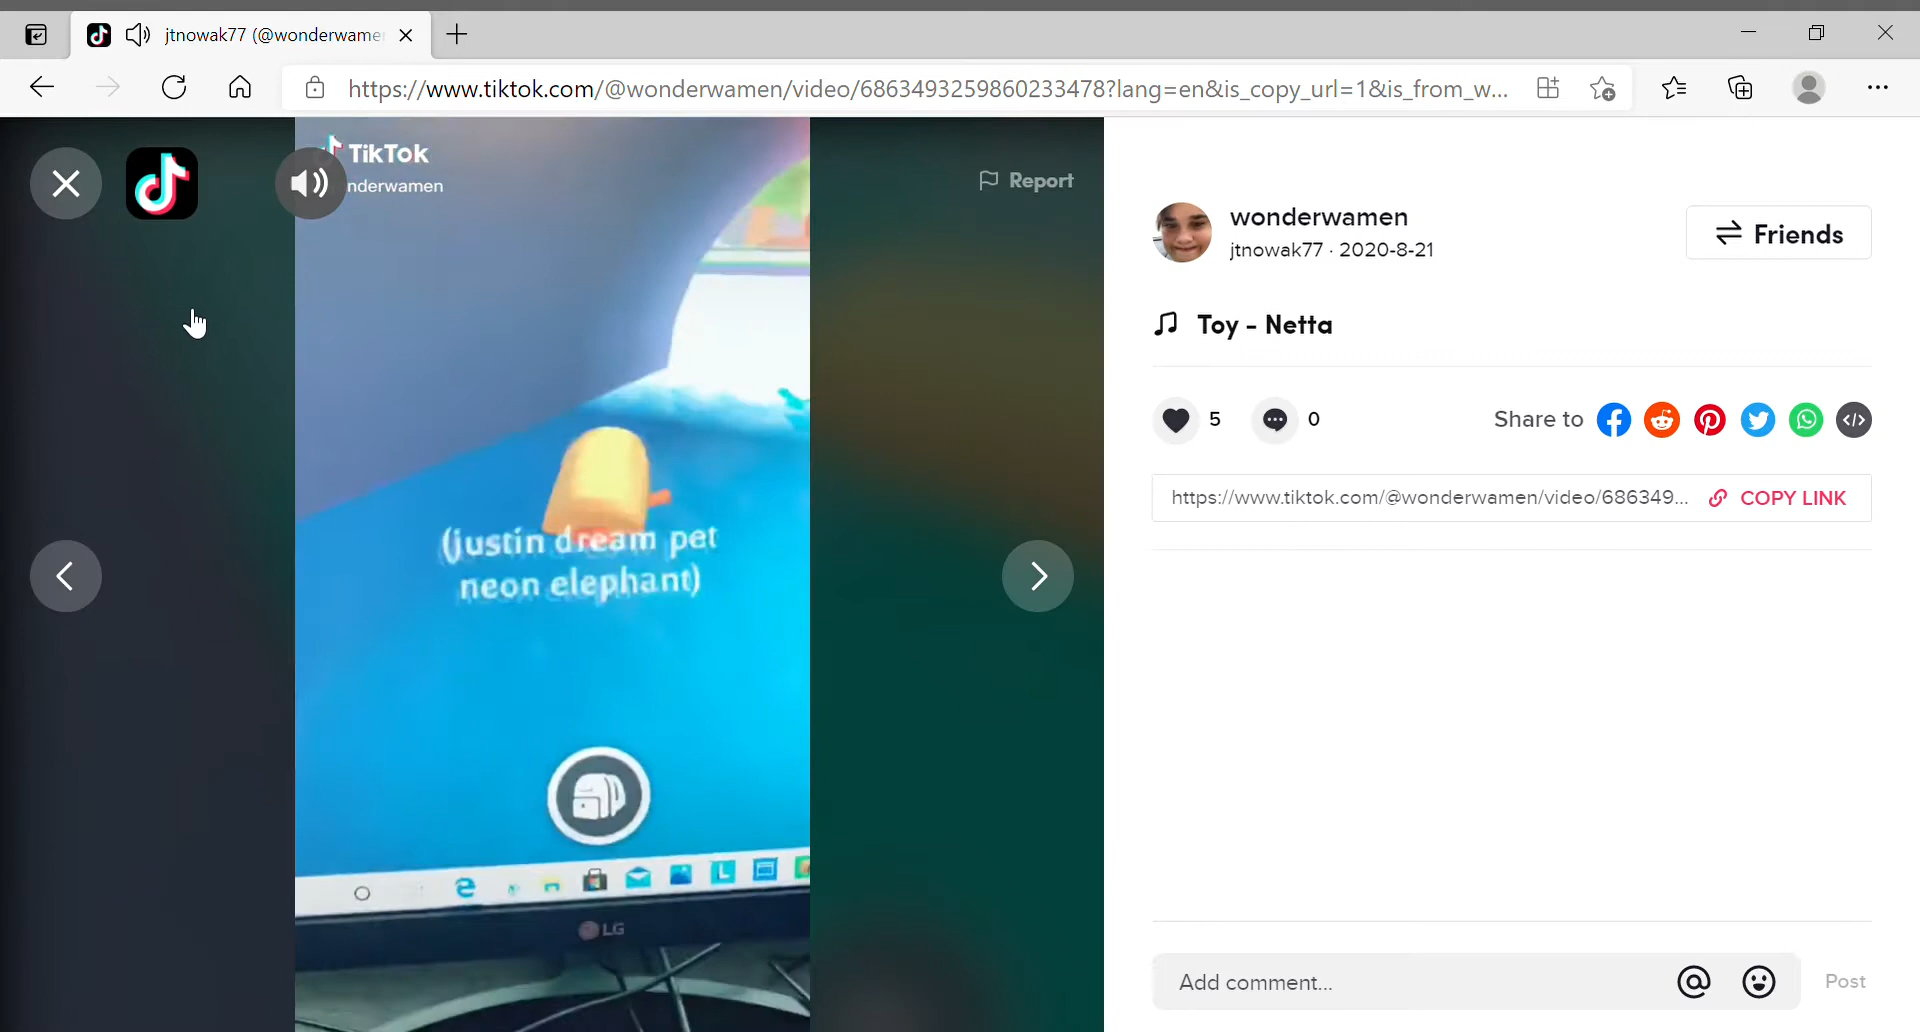 jtnowak77 (@wonderwame
https://www.tiktok.com/@wonderwamen/video/6863493259860233478?lang=en&is_copy_url=1&is_from_w...
TikTok
nderwamen
Report
wonderwamen
jtnowak77 · 2020-8-21
Friends
Toy - Netta
5
0
Share to
https://www.tiktok.com/@wonderwamen/video/686349...
COPY LINK
(justin dream pet
neon elephant)
LG
Add comment...
Post